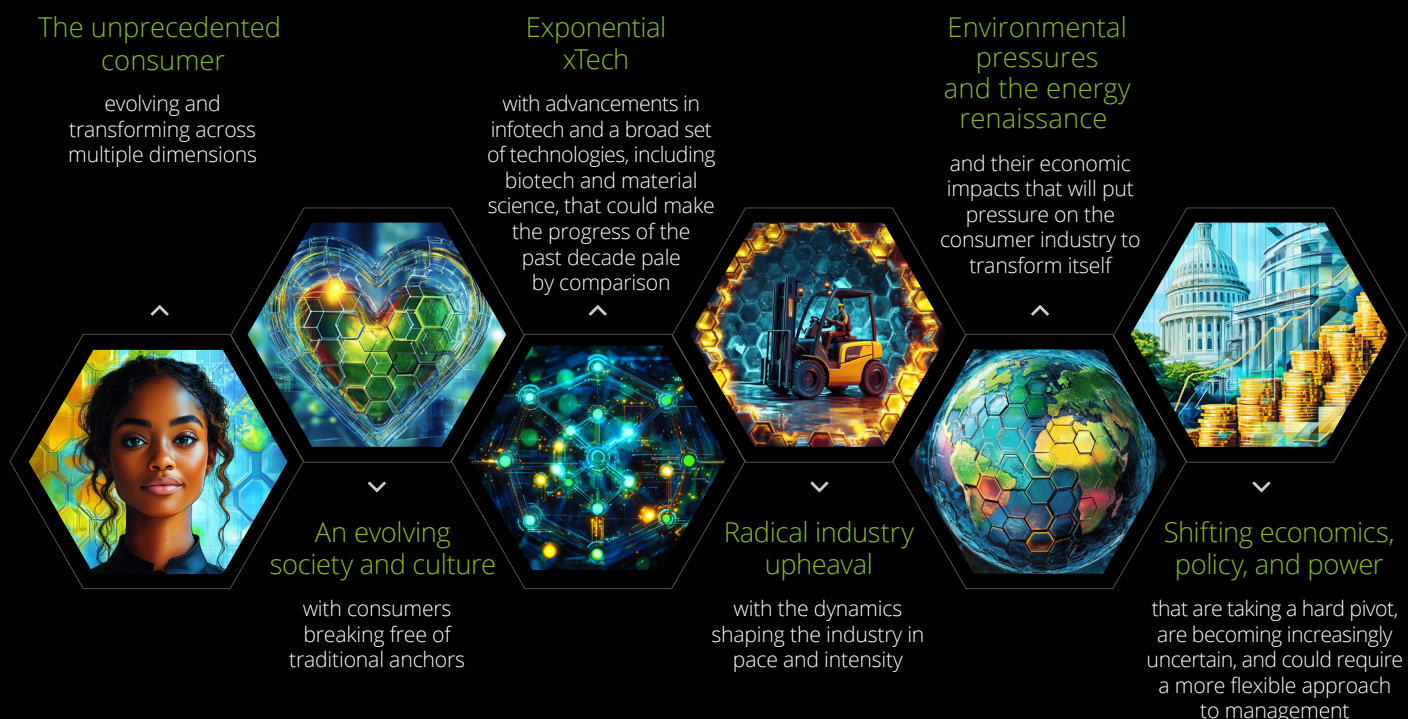 The unprecedented
consumer
evolving and
transforming across
multiple dimensions
An evolving
society and culture
with consumers
breaking free of
traditional anchors
Exponential
xTech
with advancements in
infotech and a broad set
of technologies, including
biotech and material
science, that could make
the progress of the
past decade pale
by comparison
Radical industry
upheaval
with the dynamics
shaping the industry in
pace and intensity
Environmental
pressures
and the energy
renaissance
and their economic
impacts that will put
pressure on the
consumer industry to
transform itself
Shifting economics,
policy, and power
that are taking a hard pivot,
are becoming increasingly
uncertain, and could require
a more flexible approach
to management